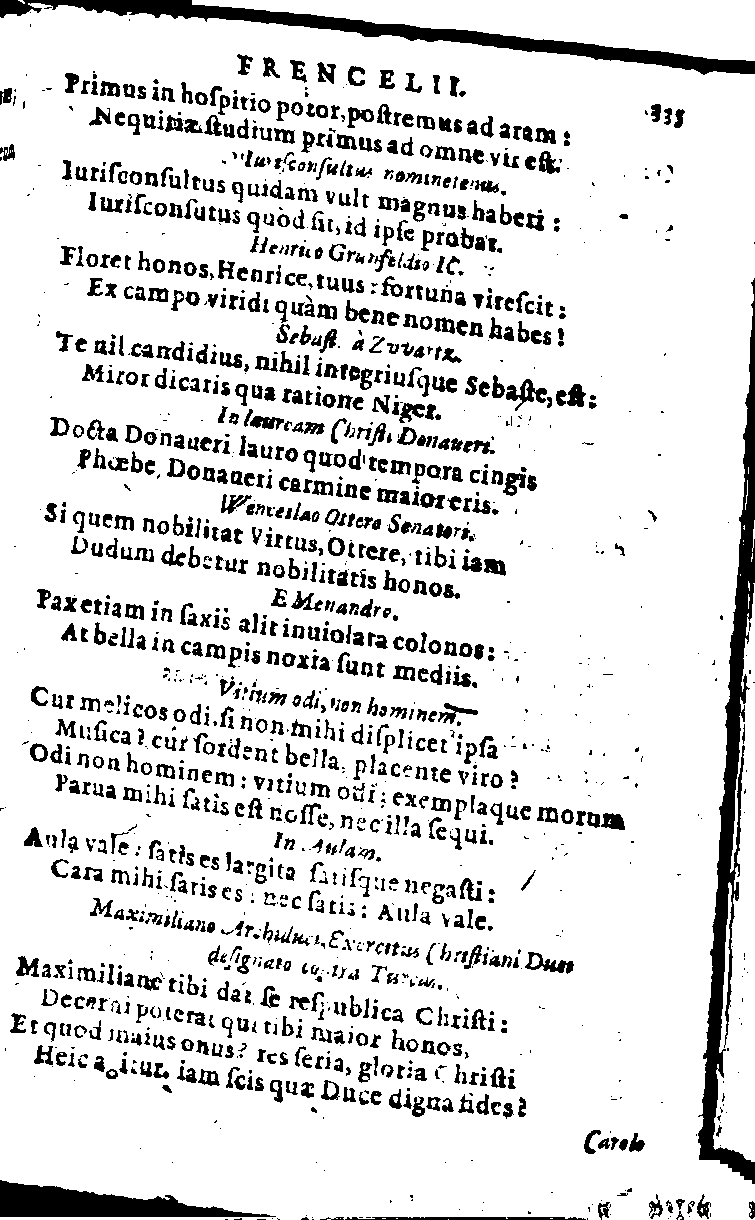 FRENCELII.
335
Primus in hoſpitio potor, poſtremus ad aram:
Nequitiæ ſtudium primus ad omne vir eſt.
Iuriſconſultus nominetenus.
Iuriſconſultus quidam vult magnus haberi:
Iuriſconſutus quòd ſit, id ipſe probat.
Henrico Grunfeldio IC.
Floret honos, Henrice, tuus: fortuna vireſcit:
Ex campo viridi quàm bene nomen habes!
Sebaſt. à Zvvartz.
Te nil candidius, nihil integriuſque Sebaſte, eſt:
Miror dicaris qua ratione Niger.
In lauream Chriſt. Donaueri.
Docta Donaueri lauro quod tempora cingis
Phœbe, Donaueri carmine maior eris.
Wenceslao Ottero Senatori.
Si quem nobilitat Virtus, Ottere, tibi iam
Dudum debetur nobilitatis honos.
E Menandro.
Pax etiam in ſaxis alit inuiolata colonos:
At bella in campis noxia ſunt mediis.
Vitium odi, non hominem.
Cur melicos odi, ſi non mihi diſplicet ipſa
Muſica? cúr ſordent bella, placente viro?
Odi non hominem: vitium odi; exemplaque morum
Parua mihi ſatis eſt noſſe, nec illa ſequi.
In Aulam.
Aula vale: ſatis es largita ſatiſque negaſti:
Cara mihi ſatis es: nec ſatis: Aula vale.
Maximiliano Archiduci, Exercitus Chriſtiani Duci
deſignato contra Turcas.
Maximiliane tibi dat ſe reſpublica Chriſti:
Decerni poterat qui tibi maior honos,
Et quod maius onus? res ſeria, gloria Chriſti
Heic agitur. iam ſcis quæ Duce digna fides?
Carolo